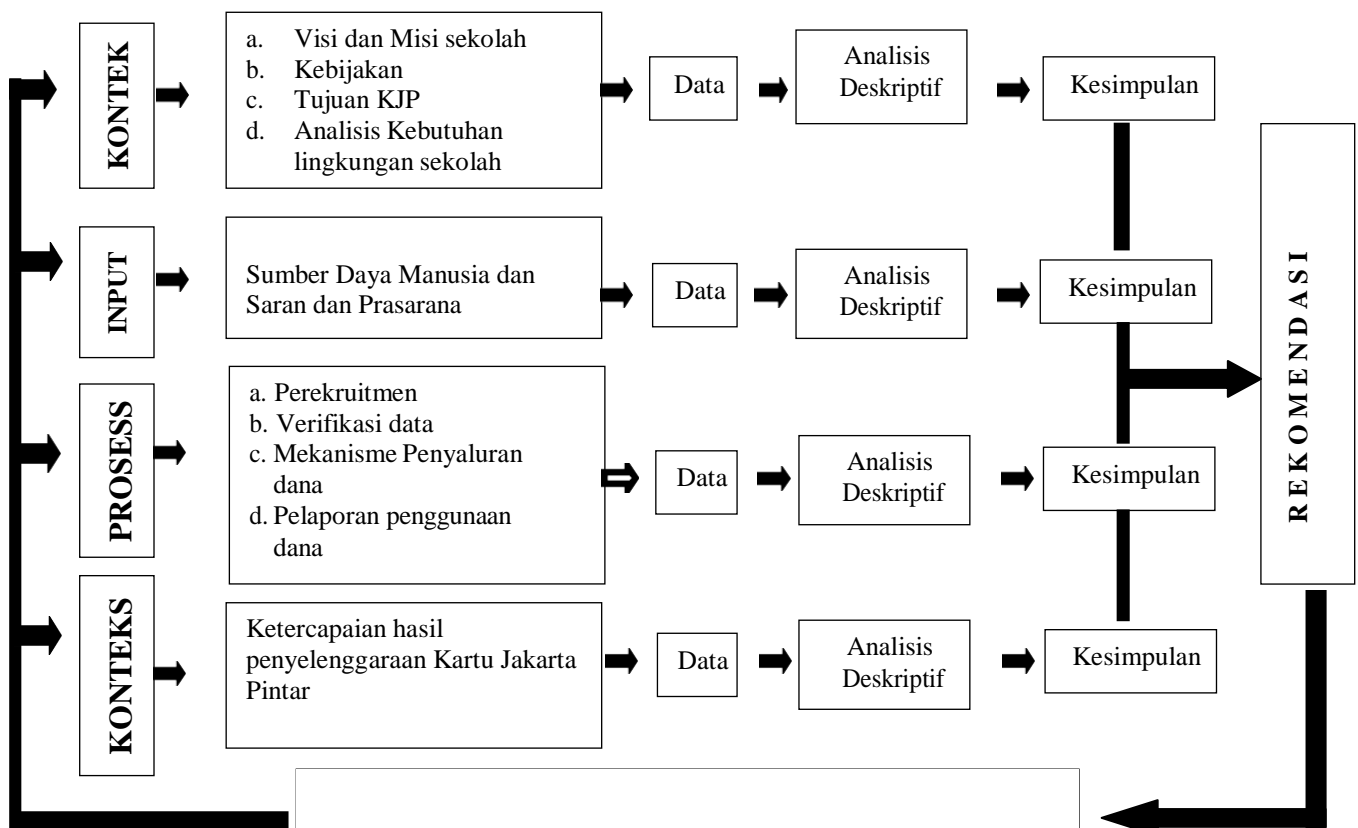 KONTEK
a. Visi dan Misi sekolah
b. Kebijakan
c. Tujuan KJP
d. Analisis Kebutuhan
lingkungan sekolah
Data
Analisis
Deskriptif
Kesimpulan
INPUT
Sumber Daya Manusia dan
Saran dan Prasarana
Data
Analisis
Deskriptif
Kesimpulan
PROSESS
a. Perekruitmen
b. Verifikasi data
c. Mekanisme Penyaluran
dana
d. Pelaporan penggunaan
dana
Data
Analisis
Deskriptif
Kesimpulan
KONTEKS
Ketercapaian hasil
penyelenggaraan Kartu Jakarta
Pintar
Data
Analisis
Deskriptif
Kesimpulan
R E K O M E N D A S I